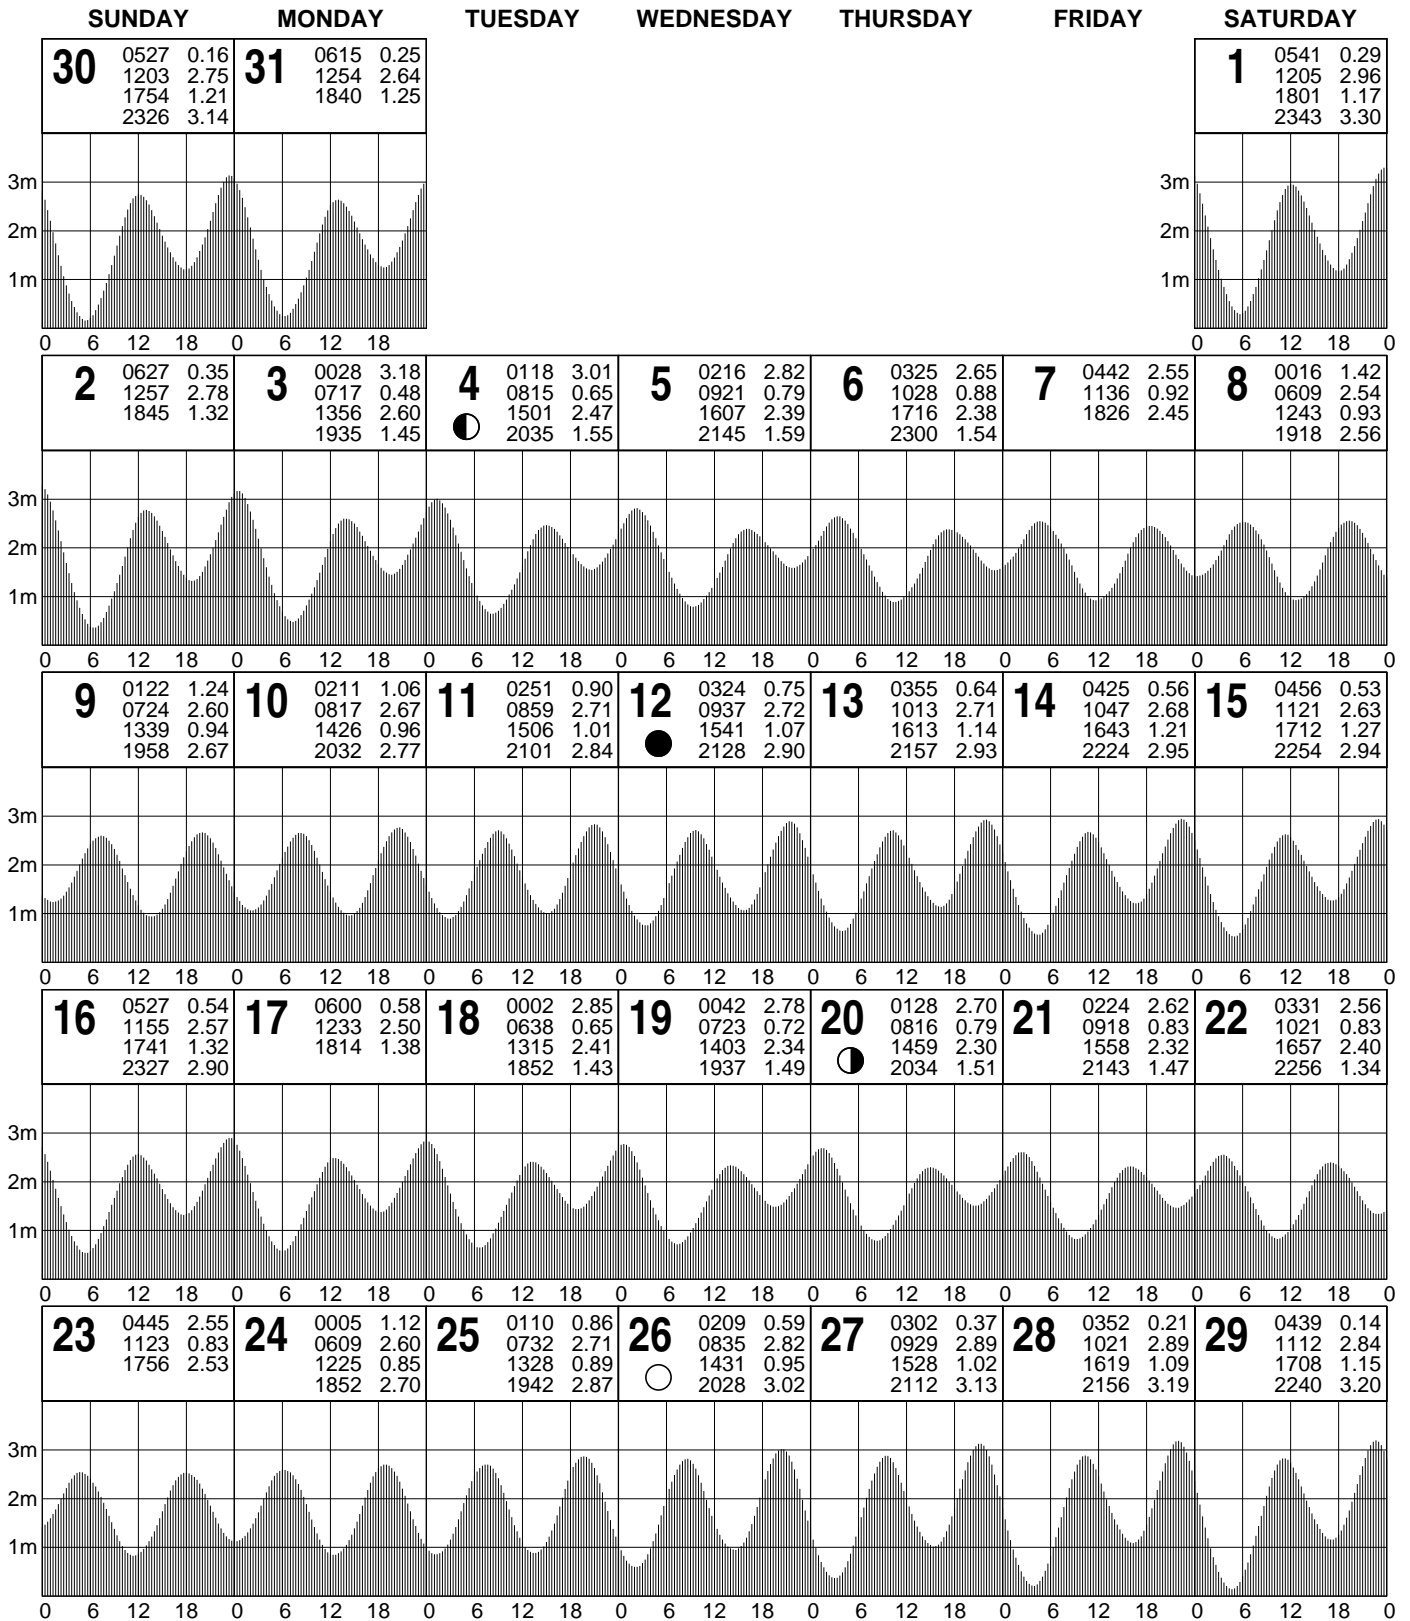 SUNDAY MONDAY TUESDAY WEDNESDAY THURSDAY FRIDAY SATURDAY
30 0527 0.16 31 0615 0.25 1 0541 0.29
1203 2.75 1254 2.64 1205 2.96
1754 1.21 1840 1.25 1801 1.17
2326 3.14 2343 3.30
3m 3m
2m 2m
1m 1m
0 6 12 18 0 6 12 18 0 6 12 18 0
2 0627 0.35 3 0028 3.18 4 0118 3.01 5 0216 2.82 6 0325 2.65 7 0442 2.55 8 0016 1.42
1257 2.78 0717 0.48 0815 0.65 0921 0.79 1028 0.88 1136 0.92 0609 2.54
1845 1.32 1356 2.60 1501 2.47 1607 2.39 1716 2.38 1826 2.45 1243 0.93
1935 1.45 2035 1.55 2145 1.59 2300 1.54 1918 2.56
3m
2m
1m
0 6 12 18 0 6 12 18 0 6 12 18 0 6 12 18 0 6 12 18 0 6 12 18 0 6 12 18 0
9 0122 1.24 10 0211 1.06 11 0251 0.90 12 0324 0.75 13 0355 0.64 14 0425 0.56 15 0456 0.53
0724 2.60 0817 2.67 0859 2.71 0937 2.72 1013 2.71 1047 2.68 1121 2.63
1339 0.94 1426 0.96 1506 1.01 1541 1.07 1613 1.14 1643 1.21 1712 1.27
1958 2.67 2032 2.77 2101 2.84 2128 2.90 2157 2.93 2224 2.95 2254 2.94
3m
2m
1m
0 6 12 18 0 6 12 18 0 6 12 18 0 6 12 18 0 6 12 18 0 6 12 18 0 6 12 18 0
16 0527 0.54 17 0600 0.58 18 0002 2.85 19 0042 2.78 20 0128 2.70 21 0224 2.62 22 0331 2.56
1155 2.57 1233 2.50 0638 0.65 0723 0.72 0816 0.79 0918 0.83 1021 0.83
1741 1.32 1814 1.38 1315 2.41 1403 2.34 1459 2.30 1558 2.32 1657 2.40
2327 2.90 1852 1.43 1937 1.49 2034 1.51 2143 1.47 2256 1.34
3m
2m
1m
0 6 12 18 0 6 12 18 0 6 12 18 0 6 12 18 0 6 12 18 0 6 12 18 0 6 12 18 0
23 0445 2.55 24 0005 1.12 25 0110 0.86 26 0209 0.59 27 0302 0.37 28 0352 0.21 29 0439 0.14
1123 0.83 0609 2.60 0732 2.71 0835 2.82 0929 2.89 1021 2.89 1112 2.84
1756 2.53 1225 0.85 1328 0.89 1431 0.95 1528 1.02 1619 1.09 1708 1.15
1852 2.70 1942 2.87 2028 3.02 2112 3.13 2156 3.19 2240 3.20
3m
2m
1m
0 6 12 18 0 6 12 18 0 6 12 18 0 6 12 18 0 6 12 18 0 6 12 18 0 6 12 18 0